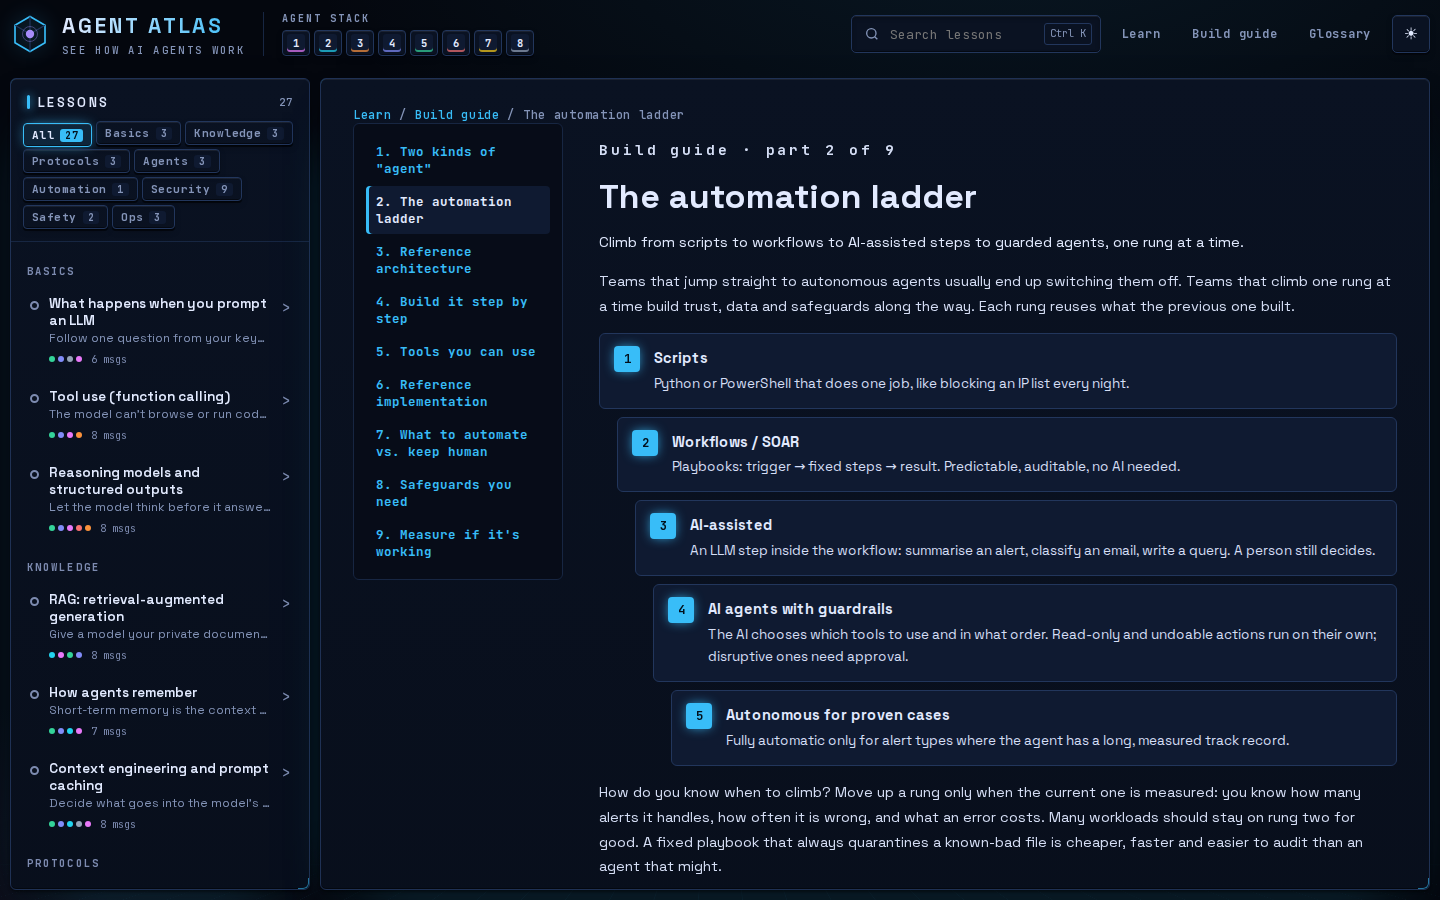 AGENT ATLAS
SEE HOW AI AGENTS WORK
AGENT STACK
1 2 3 4 5 6 7 8
Search lessons Ctrl K
Learn
Build guide
Glossary
LESSONS 27
All 27 Basics 3 Knowledge 3
Protocols 3 Agents 3
Automation 1 Security 9
Safety 2 Ops 3
BASICS
What happens when you prompt
an LLM
Follow one question from your key…
6 msgs
Tool use (function calling)
The model can't browse or run cod…
8 msgs
Reasoning models and
structured outputs
Let the model think before it answe…
8 msgs
KNOWLEDGE
RAG: retrieval-augmented
generation
Give a model your private documen…
8 msgs
How agents remember
Short-term memory is the context …
7 msgs
Context engineering and prompt
caching
Decide what goes into the model's …
8 msgs
PROTOCOLS
Learn / Build guide / The automation ladder
1. Two kinds of
"agent"
2. The automation
ladder
3. Reference
architecture
4. Build it step by
step
5. Tools you can use
6. Reference
implementation
7. What to automate
vs. keep human
8. Safeguards you
need
9. Measure if it's
working
Build guide · part 2 of 9
The automation ladder
Climb from scripts to workflows to AI-assisted steps to guarded agents, one rung at a time.
Teams that jump straight to autonomous agents usually end up switching them off. Teams that climb one rung at
a time build trust, data and safeguards along the way. Each rung reuses what the previous one built.
1 Scripts
Python or PowerShell that does one job, like blocking an IP list every night.
2 Workflows / SOAR
Playbooks: trigger → fixed steps → result. Predictable, auditable, no AI needed.
3 AI-assisted
An LLM step inside the workflow: summarise an alert, classify an email, write a query. A person still decides.
4 AI agents with guardrails
The AI chooses which tools to use and in what order. Read-only and undoable actions run on their own;
disruptive ones need approval.
5 Autonomous for proven cases
Fully automatic only for alert types where the agent has a long, measured track record.
How do you know when to climb? Move up a rung only when the current one is measured: you know how many
alerts it handles, how often it is wrong, and what an error costs. Many workloads should stay on rung two for
good. A fixed playbook that always quarantines a known-bad file is cheaper, faster and easier to audit than an
agent that might.